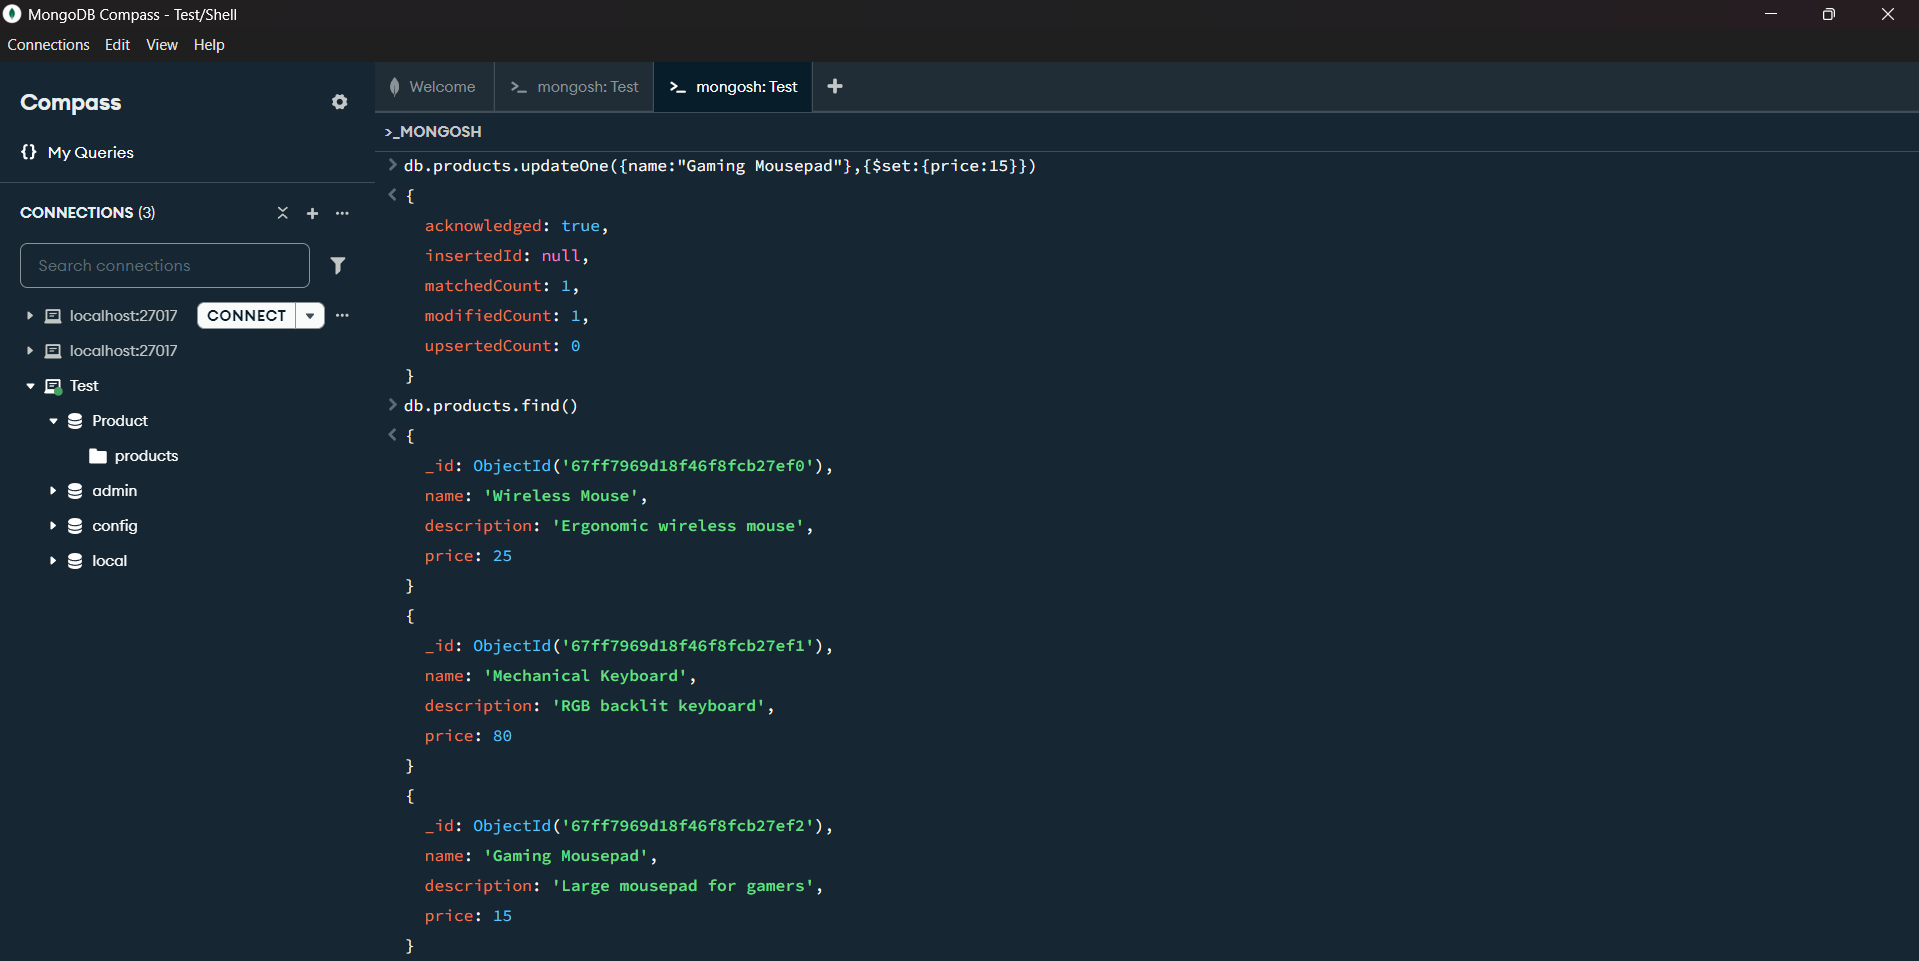 MongoDB Compass - Test/Shell
Connections Edit View Help
Compass
{} My Queries
CONNECTIONS (3)
Search connections
localhost:27017 CONNECT
localhost:27017
Test
Product
products
admin
config
local
Welcome
>_ mongosh: Test
>_ mongosh: Test
>_MONGOSH
> db.products.updateOne({name:"Gaming Mousepad"},{$set:{price:15}})
< {
acknowledged: true,
insertedId: null,
matchedCount: 1,
modifiedCount: 1,
upsertedCount: 0
}
> db.products.find()
< {
_id: ObjectId('67ff7969d18f46f8fcb27ef0'),
name: 'Wireless Mouse',
description: 'Ergonomic wireless mouse',
price: 25
}
{
_id: ObjectId('67ff7969d18f46f8fcb27ef1'),
name: 'Mechanical Keyboard',
description: 'RGB backlit keyboard',
price: 80
}
{
_id: ObjectId('67ff7969d18f46f8fcb27ef2'),
name: 'Gaming Mousepad',
description: 'Large mousepad for gamers',
price: 15
}